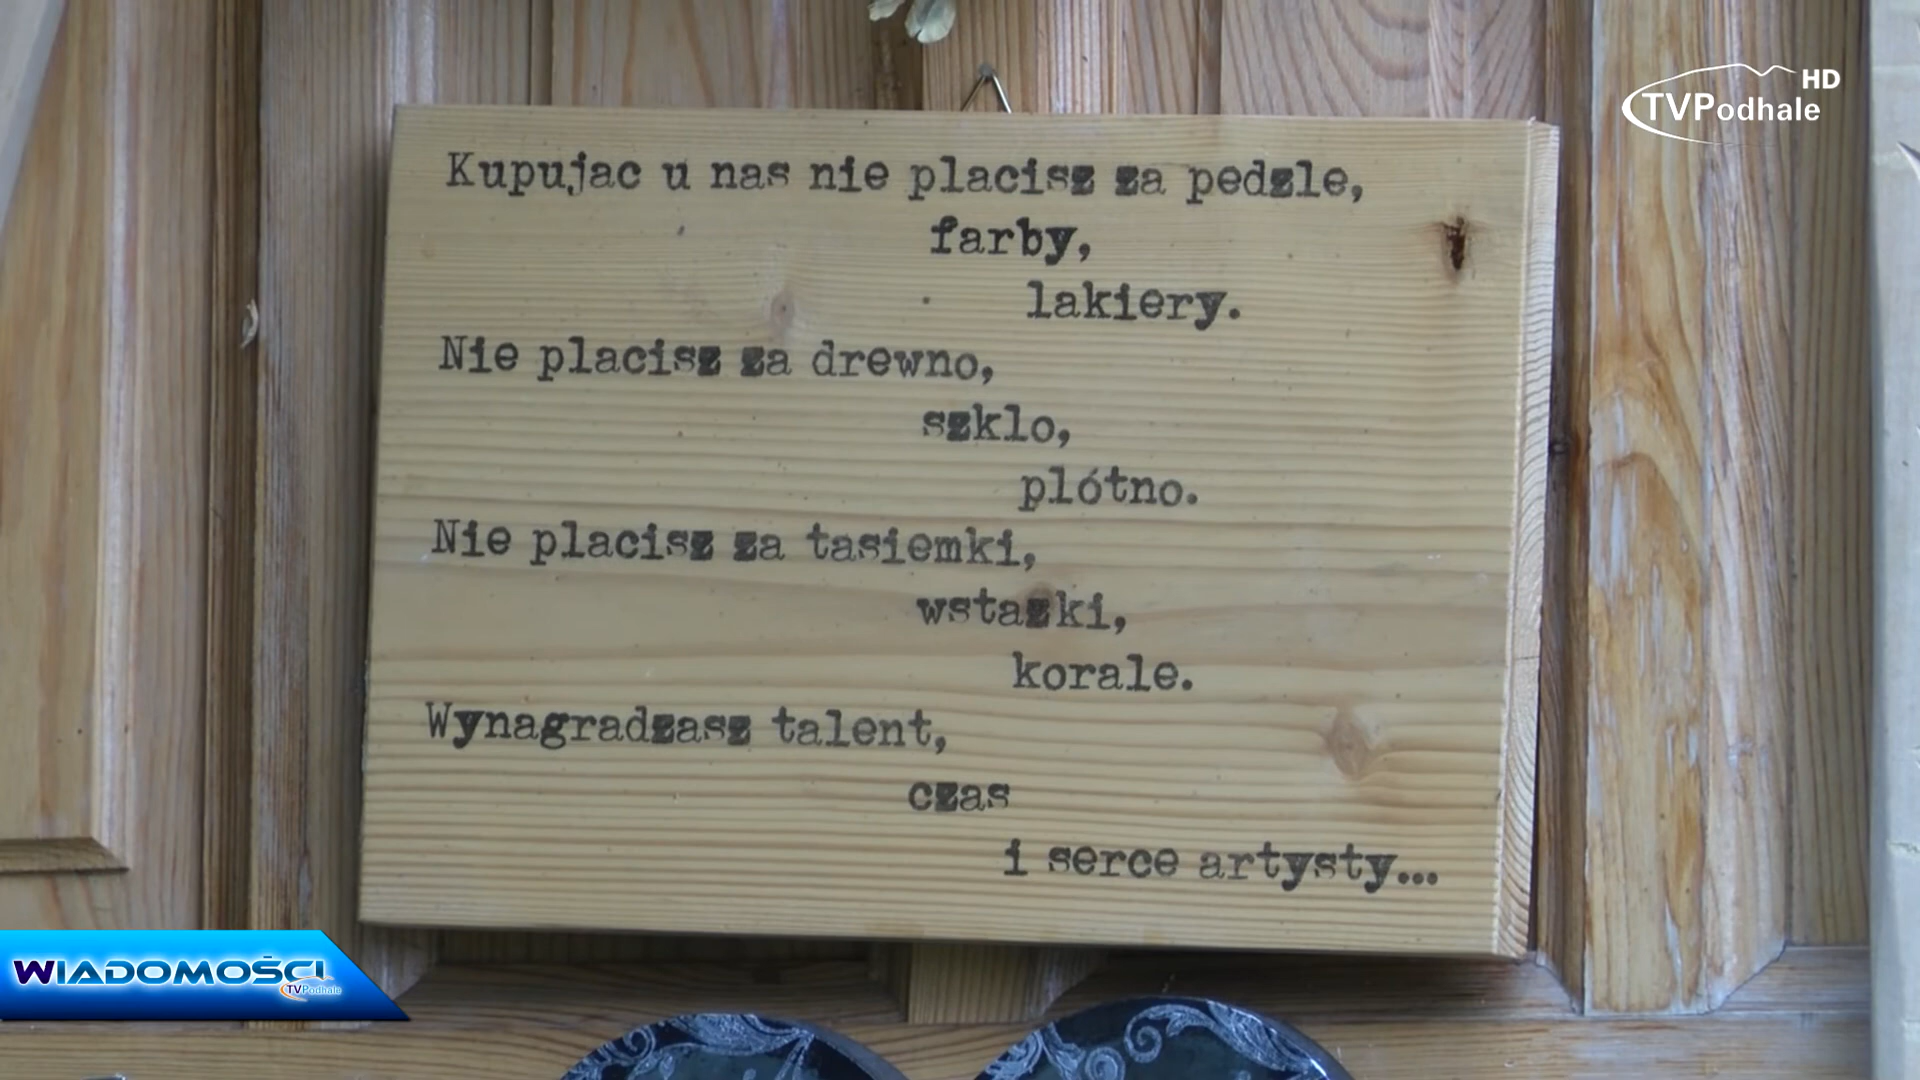 TVPodhale HD
Kupujac u nas nie placisz za pedzle,
farby,
lakiery.
Nie placisz za drewno,
szklo,
plótno.
Nie placisz za tasiemki,
wstazki,
korale.
Wynagradzasz talent,
czas
i serce artysty...
WIADOMOŚCI
TVPodhale